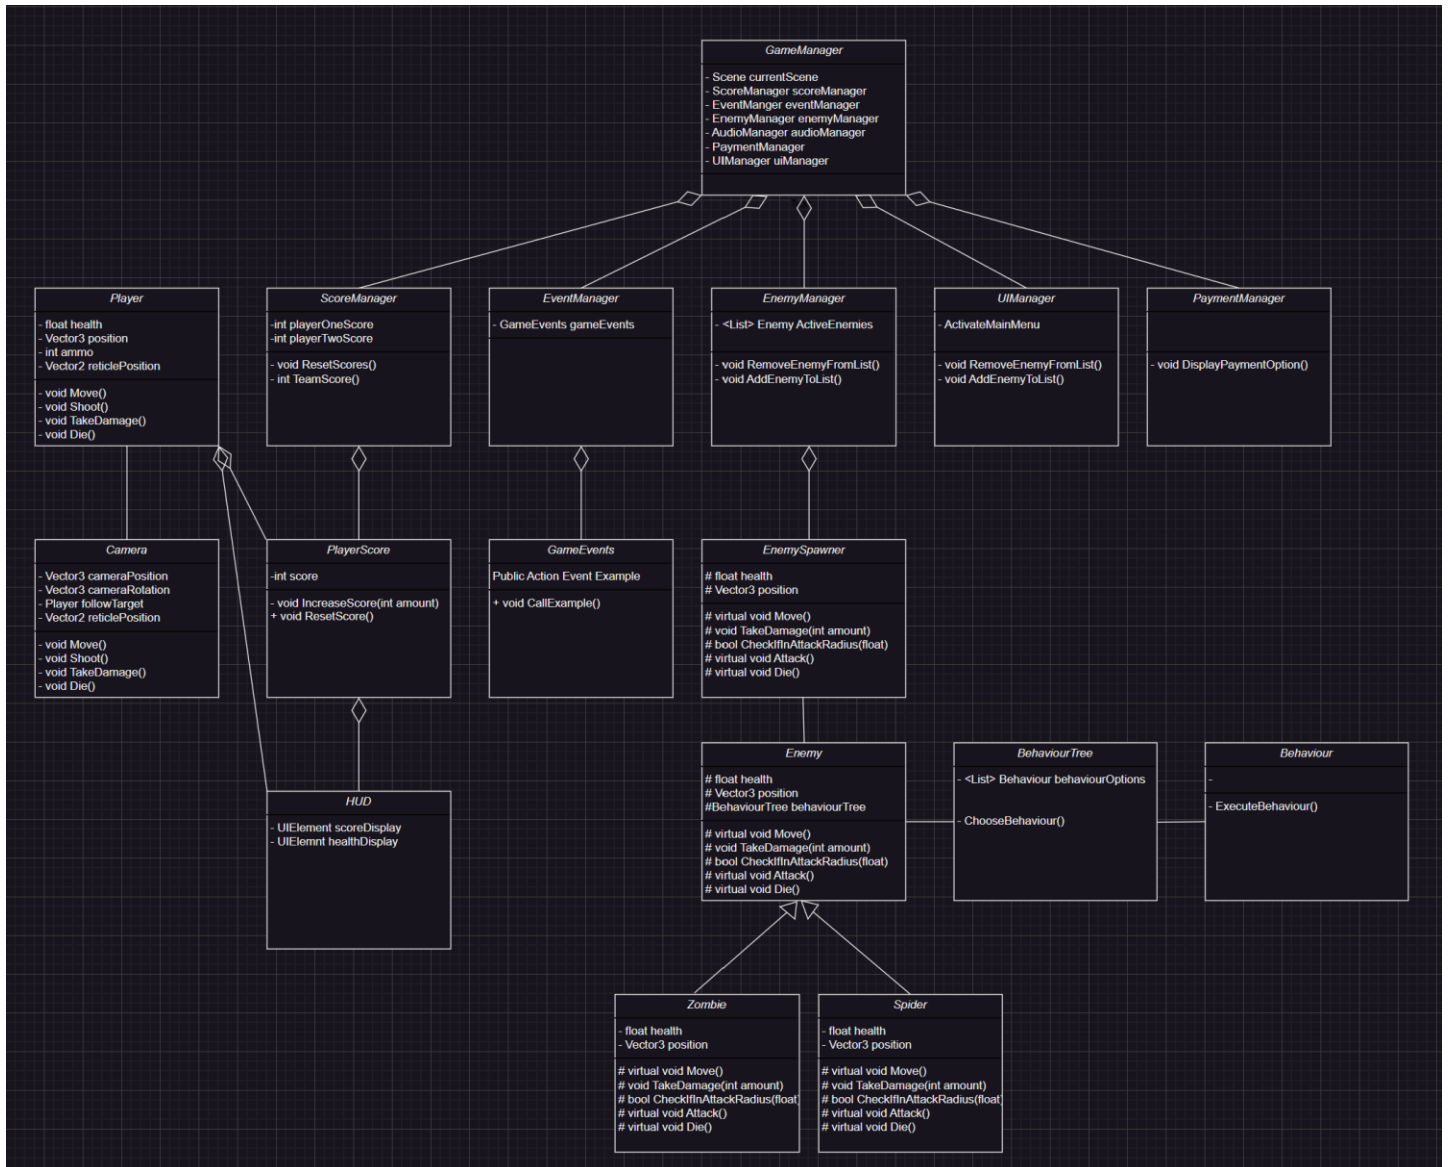 GameManager
- Scene currentScene
- ScoreManager scoreManager
- EventManger eventManager
- EnemyManager enemyManager
- AudioManager audioManager
- PaymentManager
- UIManager uiManager
Player
- float health
- Vector3 position
- int ammo
- Vector2 reticlePosition
- void Move()
- void Shoot()
- void TakeDamage()
- void Die()
ScoreManager
-int playerOneScore
-int playerTwoScore
- void ResetScores()
- int TeamScore()
EventManager
- GameEvents gameEvents
EnemyManager
- <List> Enemy ActiveEnemies
- void RemoveEnemyFromList()
- void AddEnemyToList()
UIManager
- ActivateMainMenu
- void RemoveEnemyFromList()
- void AddEnemyToList()
PaymentManager
- void DisplayPaymentOption()
Camera
- Vector3 cameraPosition
- Vector3 cameraRotation
- Player followTarget
- Vector2 reticlePosition
- void Move()
- void Shoot()
- void TakeDamage()
- void Die()
PlayerScore
-int score
- void IncreaseScore(int amount)
+ void ResetScore()
GameEvents
Public Action Event Example
+ void CallExample()
EnemySpawner
# float health
# Vector3 position
# virtual void Move()
# void TakeDamage(int amount)
# bool CheckIfInAttackRadius(float)
# virtual void Attack()
# virtual void Die()
HUD
- UIElement scoreDisplay
- UIElemnt healthDisplay
Enemy
# float health
# Vector3 position
#BehaviourTree behaviourTree
# virtual void Move()
# void TakeDamage(int amount)
# bool CheckIfInAttackRadius(float)
# virtual void Attack()
# virtual void Die()
BehaviourTree
- <List> Behaviour behaviourOptions
- ChooseBehaviour()
Behaviour
-
- ExecuteBehaviour()
Zombie
- float health
- Vector3 position
# virtual void Move()
# void TakeDamage(int amount)
# bool CheckIfInAttackRadius(float)
# virtual void Attack()
# virtual void Die()
Spider
- float health
- Vector3 position
# virtual void Move()
# void TakeDamage(int amount)
# bool CheckIfInAttackRadius(float)
# virtual void Attack()
# virtual void Die()